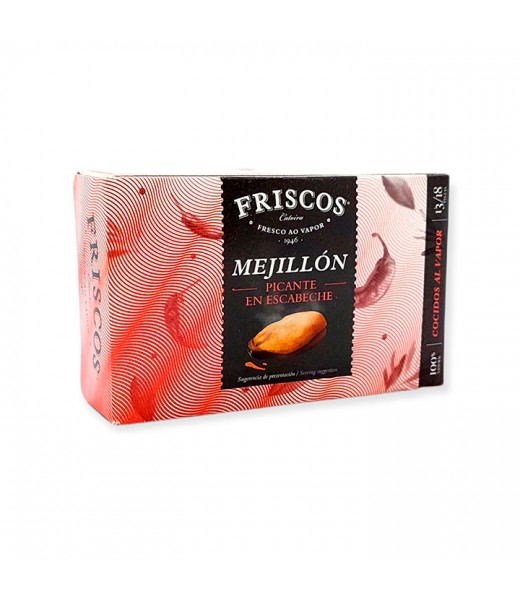 FRISCOS
FRISCOS
Catoira
FRESCO AO VAPOR
· 1946 ·
MEJILLÓN
PICANTE
EN ESCABECHE
Sugerencia de presentación / Serving suggestion
100%
COCIDOS AL VAPOR
13/18